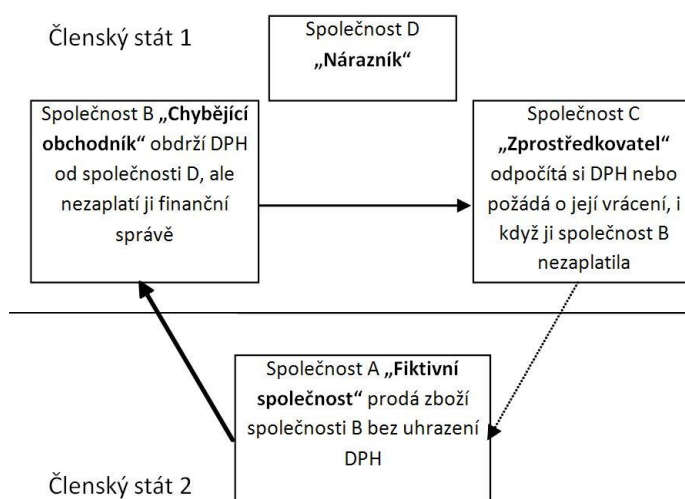 Členský stát 1
Společnost D
„Nárazník“
Společnost B „Chybějící
obchodník“ obdrží DPH
od společnosti D, ale
nezaplatí ji finanční
správě
Společnost C
„Zprostředkovatel“
odpočítá si DPH nebo
požádá o její vrácení, i
když ji společnost B
nezaplatila
Společnost A „Fiktivní
společnost“ prodá zboží
společnosti B bez uhrazení
DPH
Členský stát 2